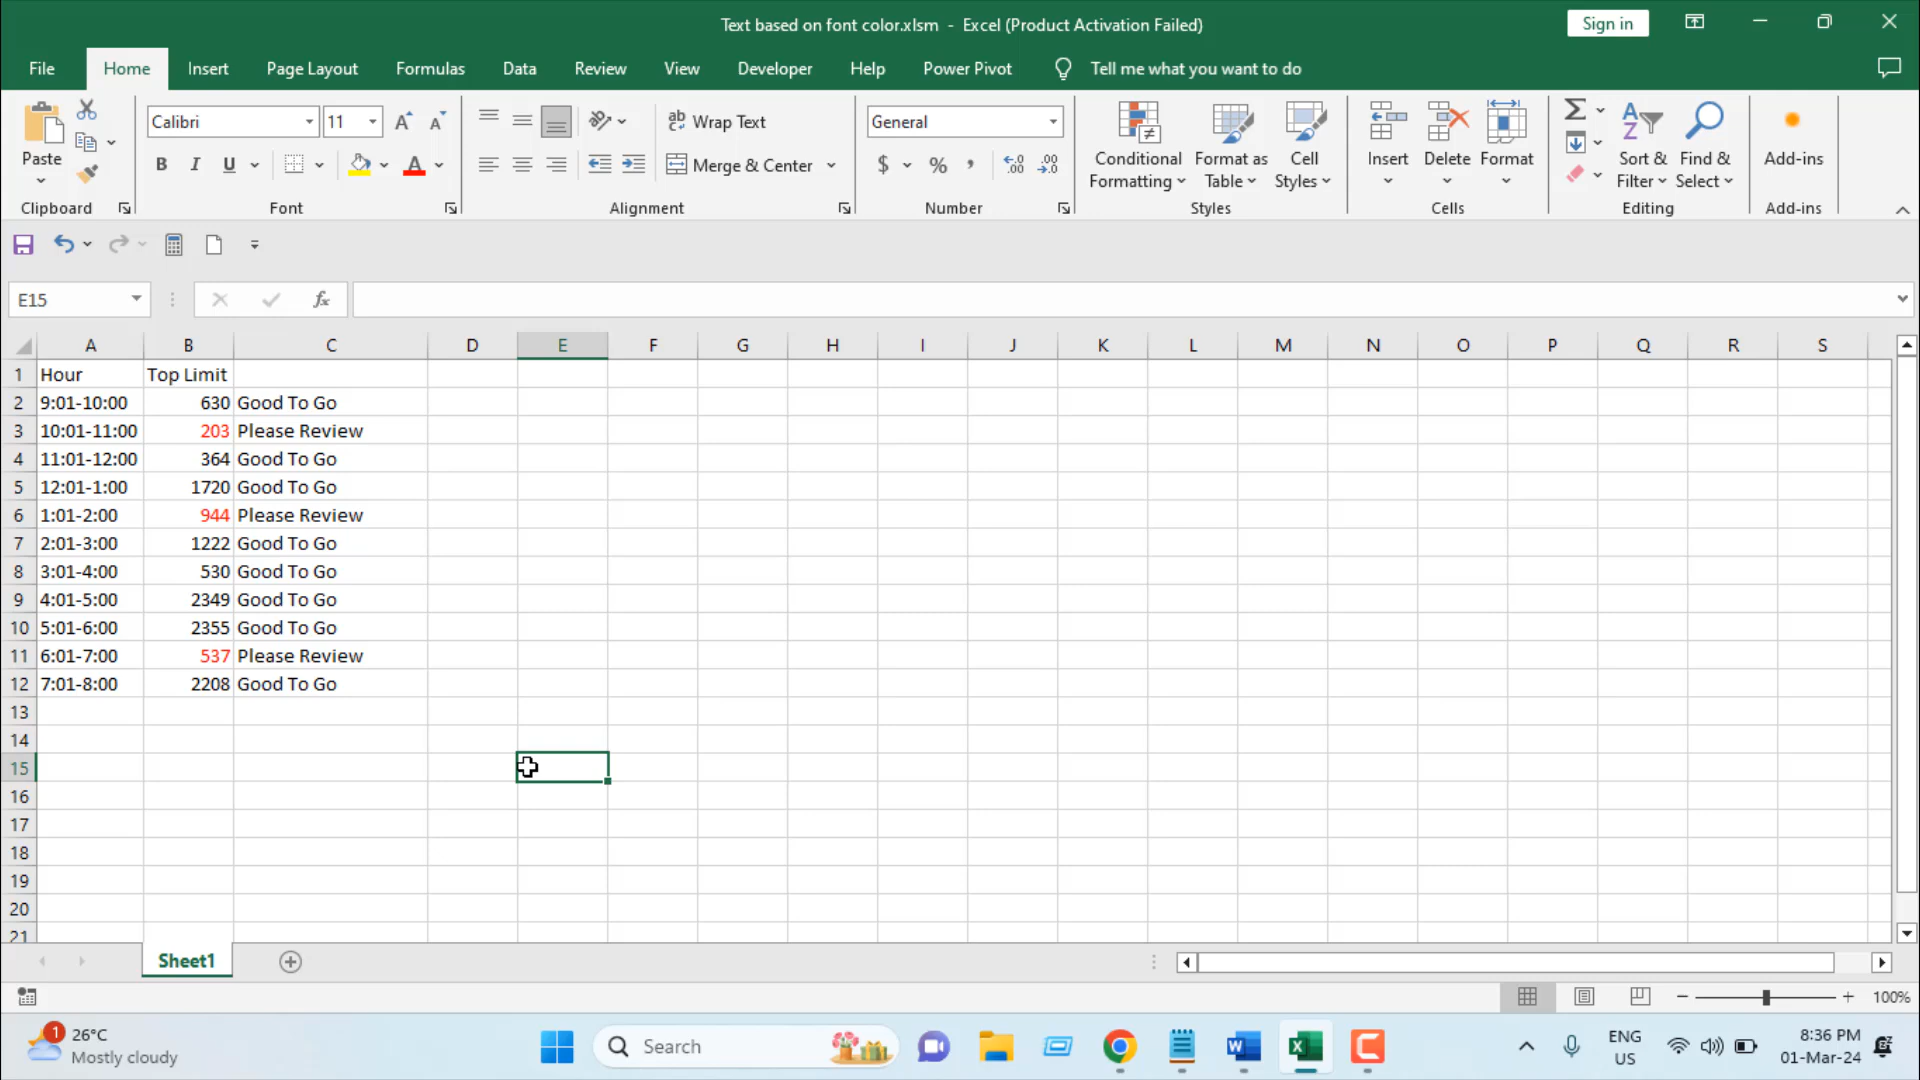 Text based on font color.xlsm - Excel (Product Activation Failed)
Sign in
File Home Insert Page Layout Formulas Data Review View Developer Help Power Pivot Tell me what you want to do
Paste
Clipboard
Calibri 11
B I U A
Font
ab Wrap Text
Merge & Center
Alignment
General
$ % ,
Number
Conditional Formatting
Format as Table
Cell Styles
Styles
Insert Delete Format
Cells
Sort & Filter
Find & Select
Editing
Add-ins
Add-ins
E15 fx
A B C D E F G H I J K L M N O P Q R S
1 Hour Top Limit
2 9:01-10:00 630 Good To Go
3 10:01-11:00 203 Please Review
4 11:01-12:00 364 Good To Go
5 12:01-1:00 1720 Good To Go
6 1:01-2:00 944 Please Review
7 2:01-3:00 1222 Good To Go
8 3:01-4:00 530 Good To Go
9 4:01-5:00 2349 Good To Go
10 5:01-6:00 2355 Good To Go
11 6:01-7:00 537 Please Review
12 7:01-8:00 2208 Good To Go
13
14
15
16
17
18
19
20
21
Sheet1
100%
1 26°C
Mostly cloudy
Search
ENG
US
8:36 PM
01-Mar-24